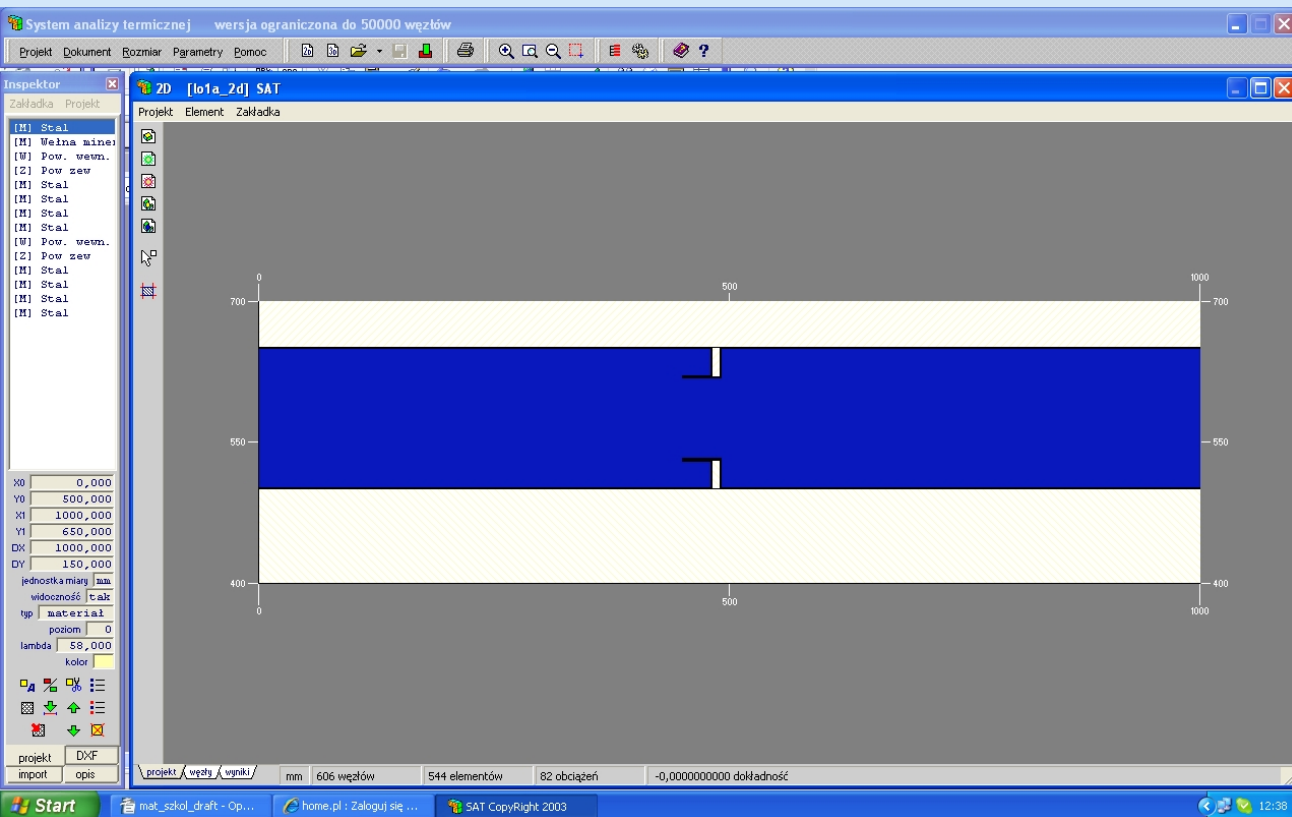 System analizy termicznej wersja ograniczona do 50000 węzłów
Projekt Dokument Rozmiar Parametry Pomoc
Inspektor
Zakładka Projekt
[M] Stal
[M] Wełna miner
[W] Pow. wewn.
[Z] Pow zew
[M] Stal
[M] Stal
[M] Stal
[M] Stal
[W] Pow. wewn.
[Z] Pow zew
[M] Stal
[M] Stal
[M] Stal
[M] Stal
X0 0,000
Y0 500,000
X1 1000,000
Y1 650,000
DX 1000,000
DY 150,000
jednostka miary mm
widoczność tak
typ materiał
poziom 0
lambda 58,000
kolor
projekt DXF
import opis
2D [lo1a_2d] SAT
Projekt Element Zakładka
0 500 1000
700 700
550 550
400 400
0 500 1000
projekt węzły wyniki mm 606 węzłów 544 elementów 82 obciążeń -0,0000000000 dokładność
Start mat_szkol_draft - Op... home.pl : Zaloguj się ... SAT CopyRight 2003 12:38